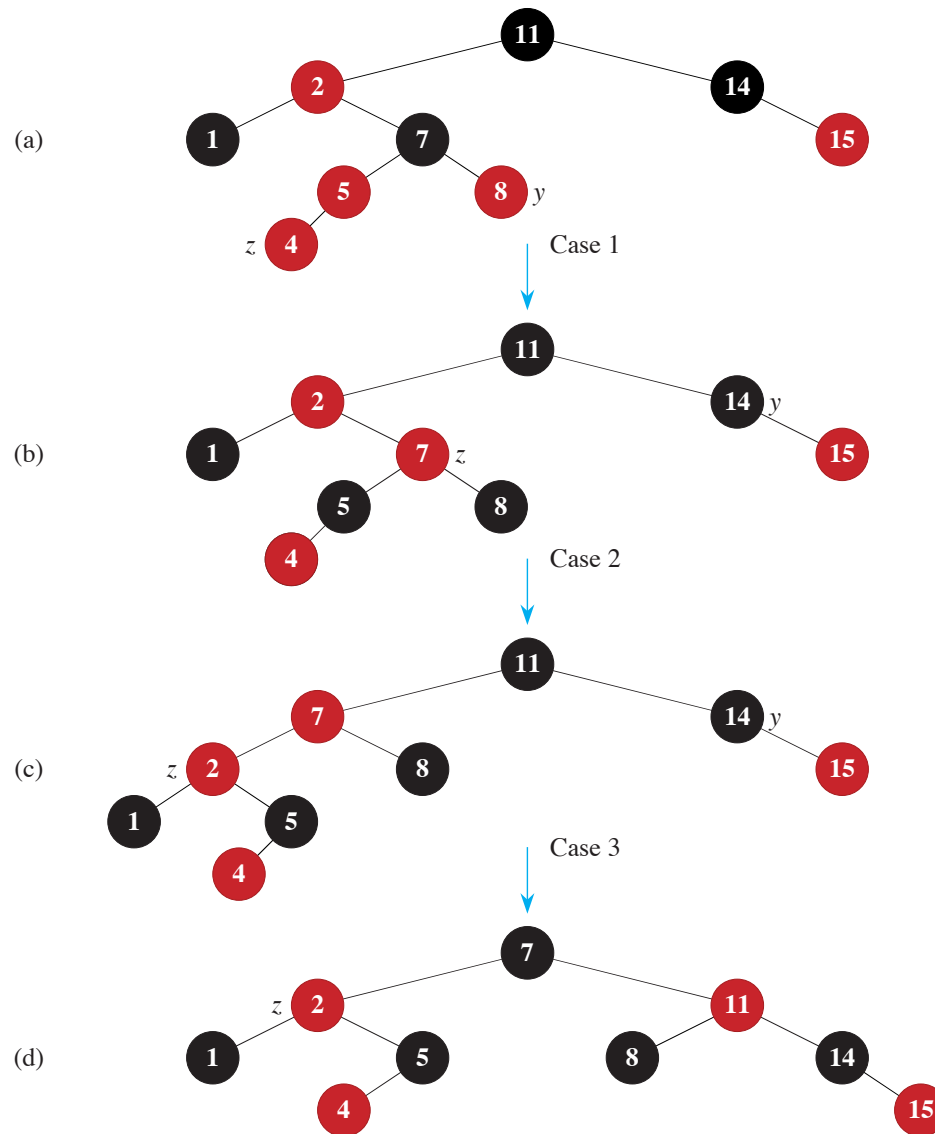 11
2 14
(a) 1 7 15
5 8 y
z 4 Case 1
11
2 14 y
(b) 1 7 z 15
5 8
4 Case 2
11
7 14 y
(c) z 2 8 15
1 5
4 Case 3
7
z 2 11
(d) 1 5 8 14
4 15